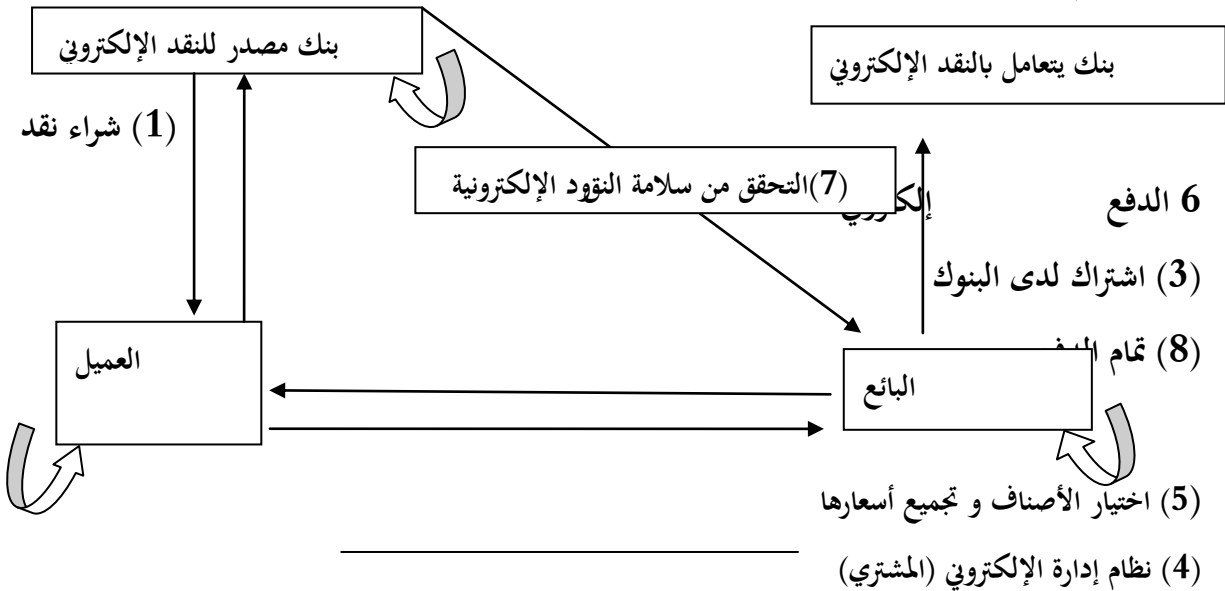 بنك مصدر للنقد الإلكتروني
بنك يتعامل بالنقد الإلكتروني
(1) شراء نقد
(7)التحقق من سلامة النقود الإلكترونية
6 الدفع
(3) اشتراك لدى البنوك
(8) تمام
العميل
البائع
(5) اختيار الأصناف و تجميع أسعارها
(4) نظام إدارة الإلكتروني (المشتري)